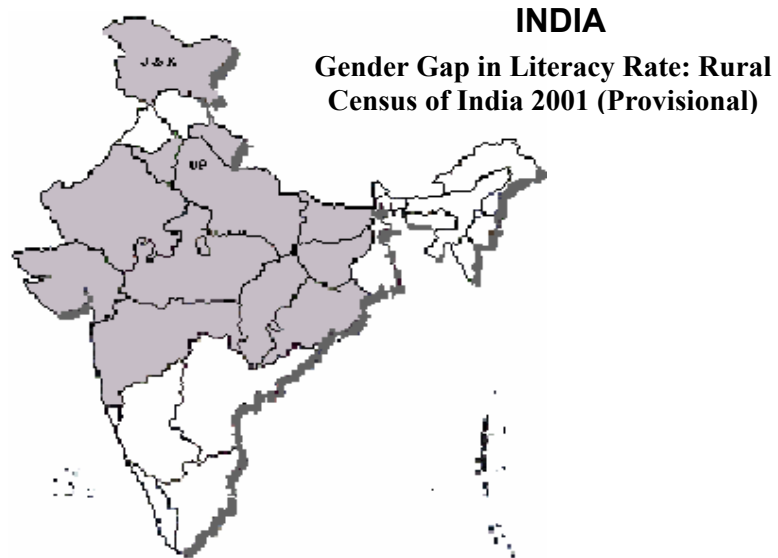 INDIA
Gender Gap in Literacy Rate: Rural
Census of India 2001 (Provisional)
J & K
UP